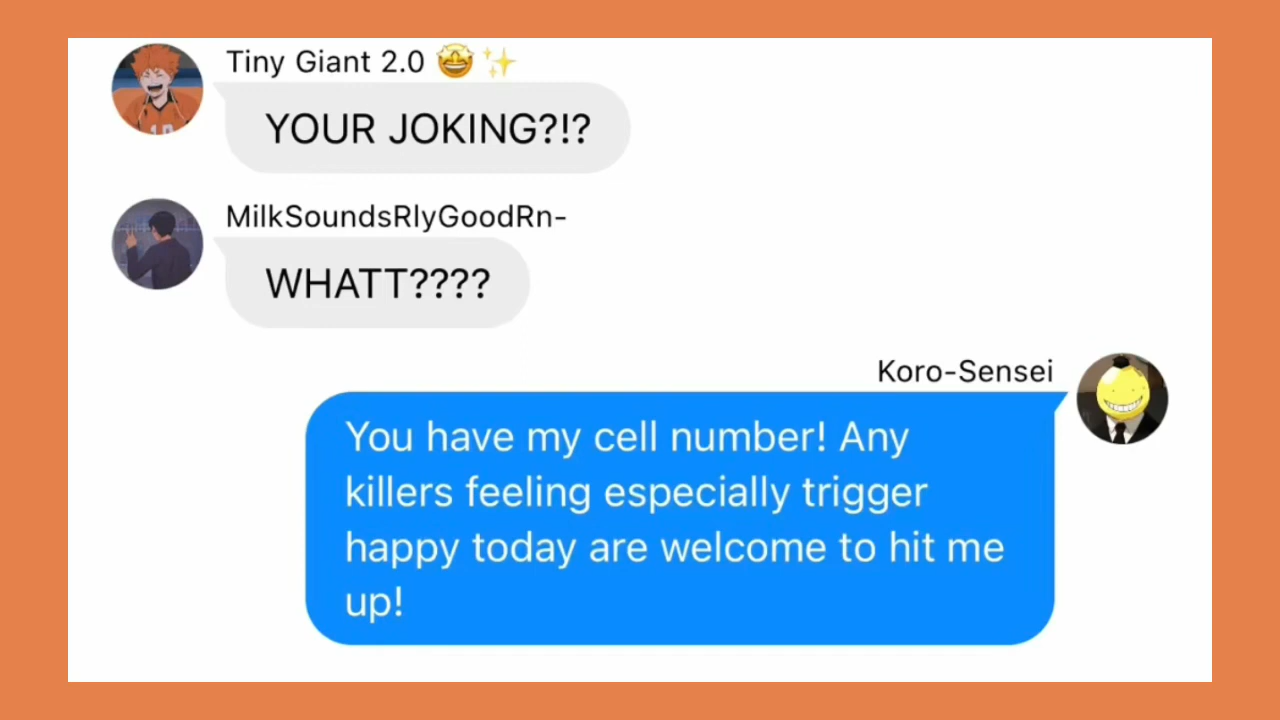 Tiny Giant 2.0 🤩✨
YOUR JOKING?!?
MilkSoundsRlyGoodRn-
WHATT????
Koro-Sensei
You have my cell number! Any
killers feeling especially trigger
happy today are welcome to hit me
up!